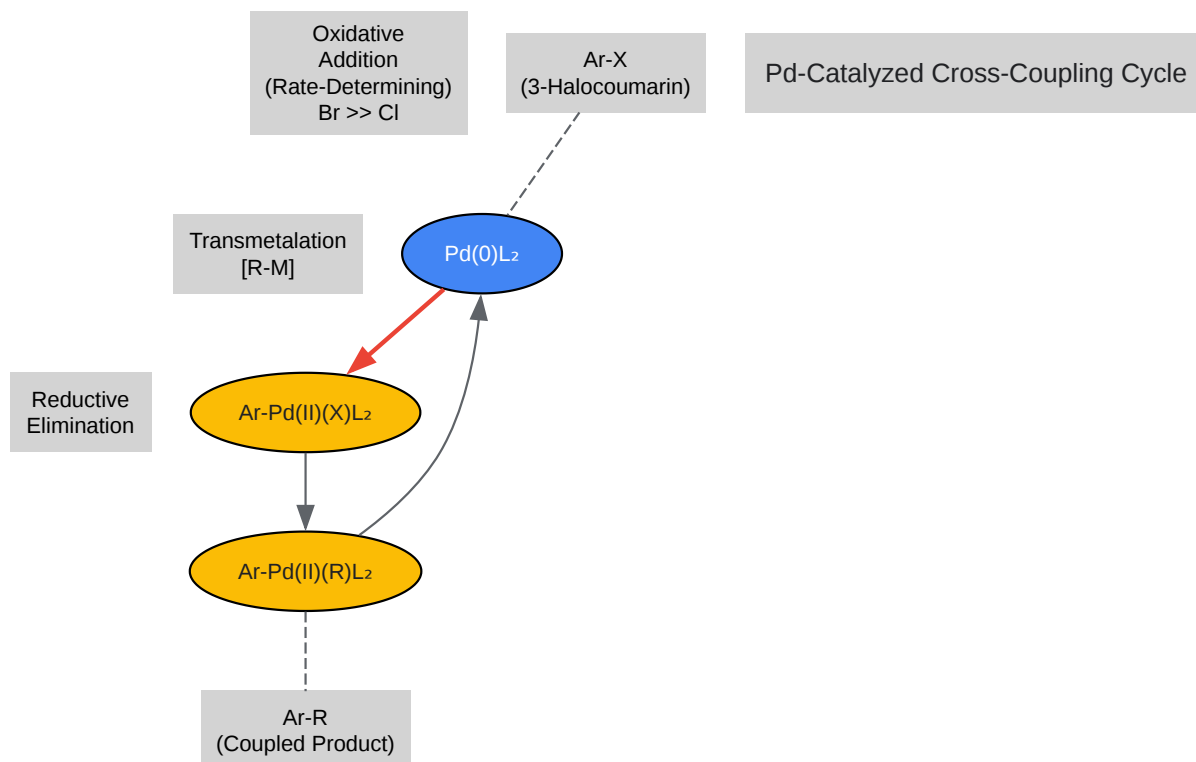 Oxidative
Addition
(Rate-Determining)
Br >> Cl
Ar-X
(3-Halocoumarin)
Pd-Catalyzed Cross-Coupling Cycle
Transmetalation
[R-M]
Pd(0)L₂
Reductive
Elimination
Ar-Pd(II)(X)L₂
Ar-Pd(II)(R)L₂
Ar-R
(Coupled Product)